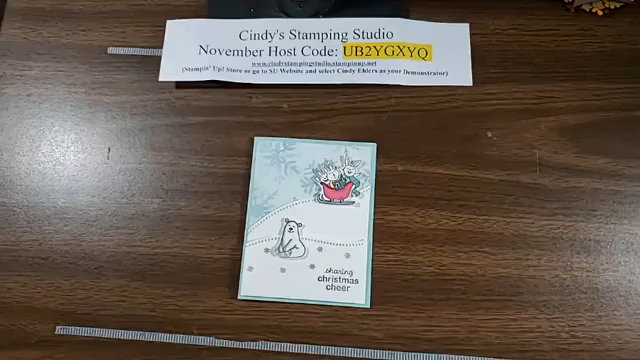 Cindy's Stamping Studio
November Host Code: UB2YGXYQ
www.cindystampingstudio.stampinup.net
(Stampin' Up! Store or go to SU Website and select Cindy Ehlers as your Demonstrator)
sharing
christmas
cheer